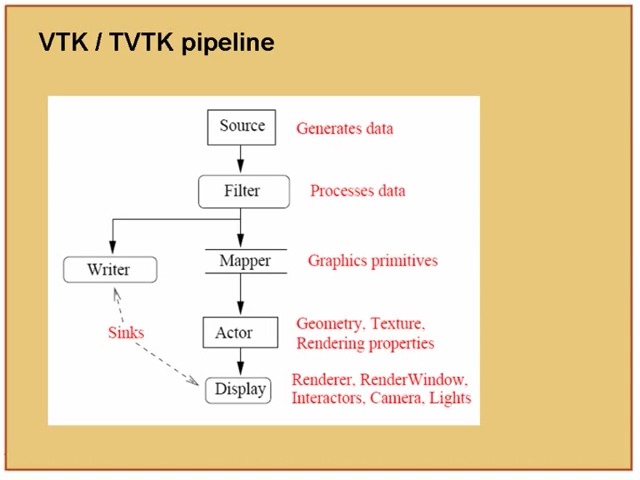 VTK / TVTK pipeline
Source
Generates data
Filter
Processes data
Writer
Mapper
Graphics primitives
Sinks
Actor
Geometry, Texture,
Rendering properties
Display
Renderer, RenderWindow,
Interactors, Camera, Lights